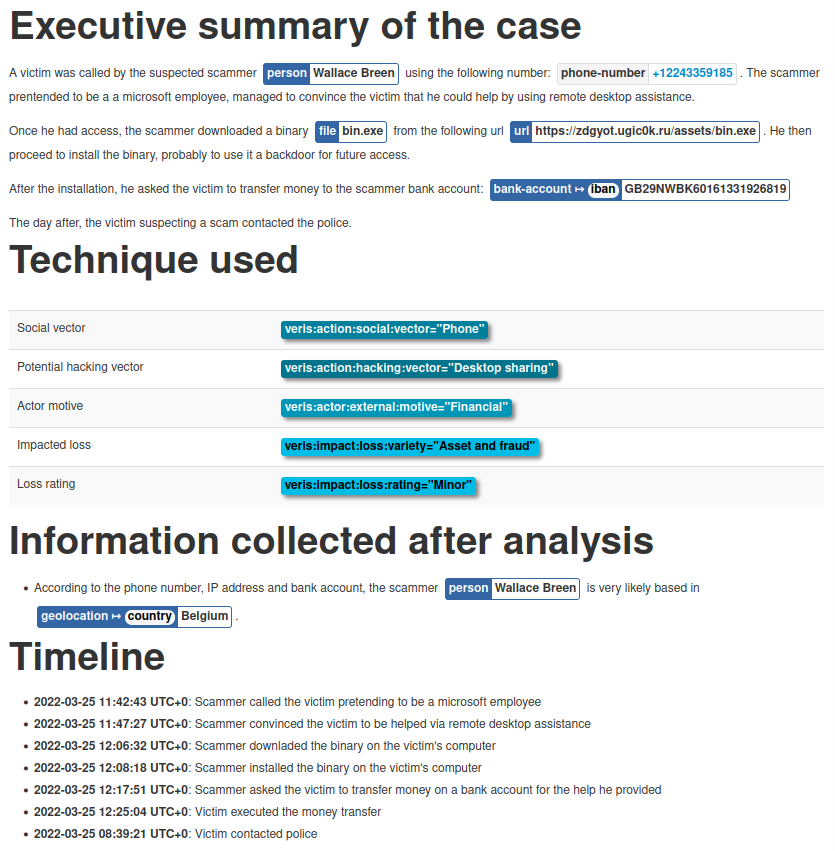 Executive summary of the case
A victim was called by the suspected scammer person Wallace Breen using the following number: phone-number +12243359185 . The scammer
prentended to be a a microsoft employee, managed to convince the victim that he could help by using remote desktop assistance.
Once he had access, the scammer downloaded a binary file bin.exe from the following url url https://zdgyot.ugic0k.ru/assets/bin.exe . He then
proceed to install the binary, probably to use it a backdoor for future access.
After the installation, he asked the victim to transfer money to the scammer bank account: bank-account ↦ iban GB29NWBK60161331926819
The day after, the victim suspecting a scam contacted the police.
Technique used
Social vector veris:action:social:vector="Phone"
Potential hacking vector veris:action:hacking:vector="Desktop sharing"
Actor motive veris:actor:external:motive="Financial"
Impacted loss veris:impact:loss:variety="Asset and fraud"
Loss rating veris:impact:loss:rating="Minor"
Information collected after analysis
• According to the phone number, IP address and bank account, the scammer person Wallace Breen is very likely based in
geolocation ↦ country Belgium .
Timeline
• 2022-03-25 11:42:43 UTC+0: Scammer called the victim pretending to be a microsoft employee
• 2022-03-25 11:47:27 UTC+0: Scammer convinced the victim to be helped via remote desktop assistance
• 2022-03-25 12:06:32 UTC+0: Scammer downladed the binary on the victim's computer
• 2022-03-25 12:08:18 UTC+0: Scammer installed the binary on the victim's computer
• 2022-03-25 12:17:51 UTC+0: Scammer asked the victim to transfer money on a bank account for the help he provided
• 2022-03-25 12:25:04 UTC+0: Victim executed the money transfer
• 2022-03-25 08:39:21 UTC+0: Victim contacted police